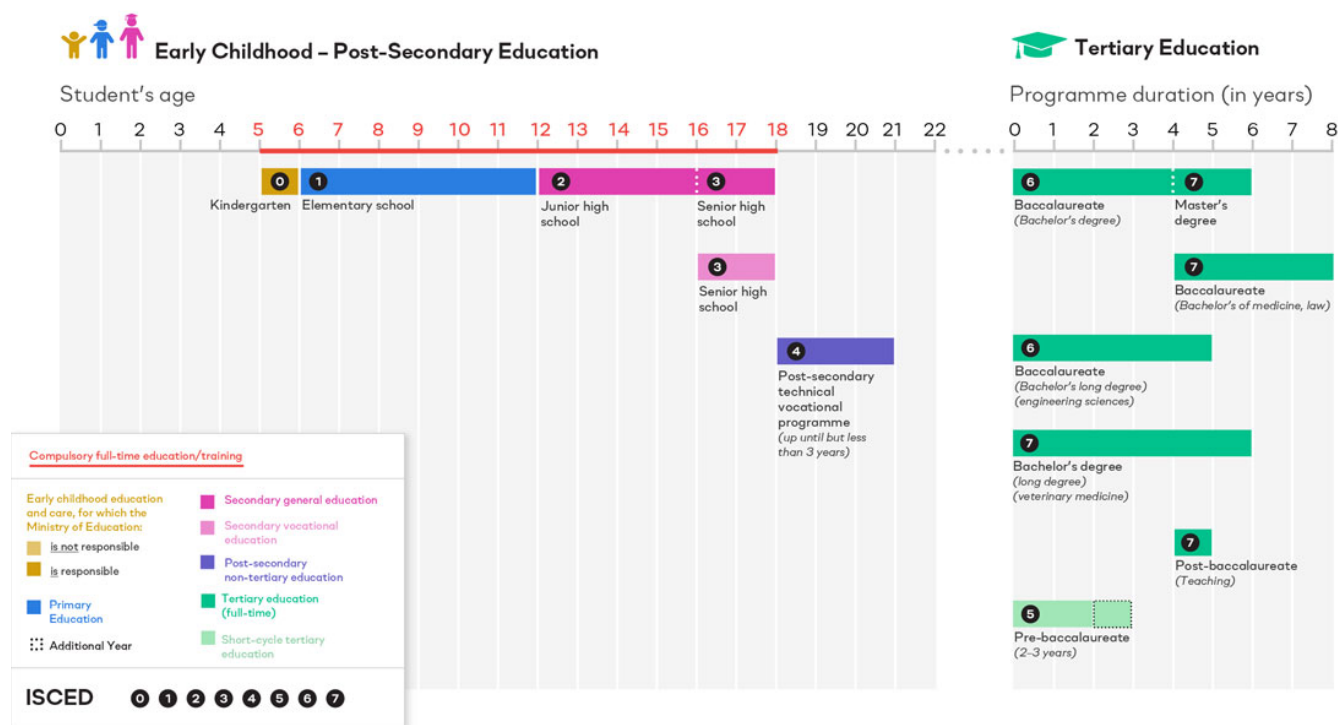 Early Childhood – Post-Secondary Education
Student's age
0 1 2 3 4 5 6 7 8 9 10 11 12 13 14 15 16 17 18 19 20 21 22
0
Kindergarten
1
Elementary school
2
Junior high
school
3
Senior high
school
3
Senior high
school
4
Post-secondary
technical
vocational
programme
(up until but less
than 3 years)
Tertiary Education
Programme duration (in years)
0 1 2 3 4 5 6 7 8
6
Baccalaureate
(Bachelor's degree)
7
Master's
degree
7
Baccalaureate
(Bachelor's of medicine, law)
6
Baccalaureate
(Bachelor's long degree)
(engineering sciences)
7
Bachelor's degree
(long degree)
(veterinary medicine)
7
Post-baccalaureate
(Teaching)
5
Pre-baccalaureate
(2–3 years)
Compulsory full-time education/training
Early childhood education
and care, for which the
Ministry of Education:
is not responsible
is responsible
Primary
Education
Additional Year
Secondary general education
Secondary vocational
education
Post-secondary
non-tertiary education
Tertiary education
(full-time)
Short-cycle tertiary
education
ISCED 0 1 2 3 4 5 6 7